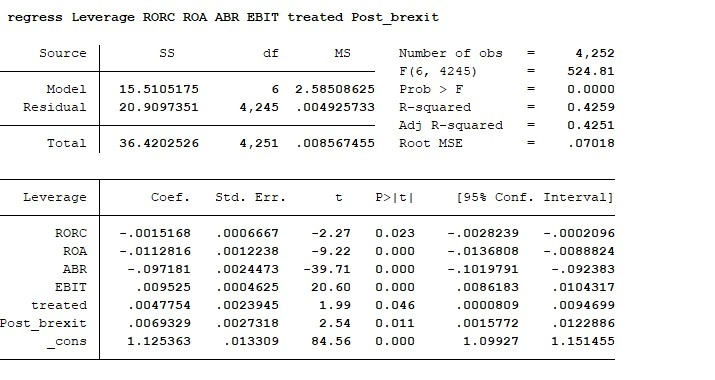 regress Leverage RORC ROA ABR EBIT treated Post_brexit
Source SS df MS Number of obs = 4,252
F(6, 4245) = 524.81
Model 15.5105175 6 2.58508625 Prob > F = 0.0000
Residual 20.9097351 4,245 .004925733 R-squared = 0.4259
Adj R-squared = 0.4251
Total 36.4202526 4,251 .008567455 Root MSE = .07018
Leverage Coef. Std. Err. t P>|t| [95% Conf. Interval]
RORC -.0015168 .0006667 -2.27 0.023 -.0028239 -.0002096
ROA -.0112816 .0012238 -9.22 0.000 -.0136808 -.0088824
ABR -.097181 .0024473 -39.71 0.000 -.1019791 -.092383
EBIT .009525 .0004625 20.60 0.000 .0086183 .0104317
treated .0047754 .0023945 1.99 0.046 .0000809 .0094699
Post_brexit .0069329 .0027318 2.54 0.011 .0015772 .0122886
_cons 1.125363 .013309 84.56 0.000 1.09927 1.151455